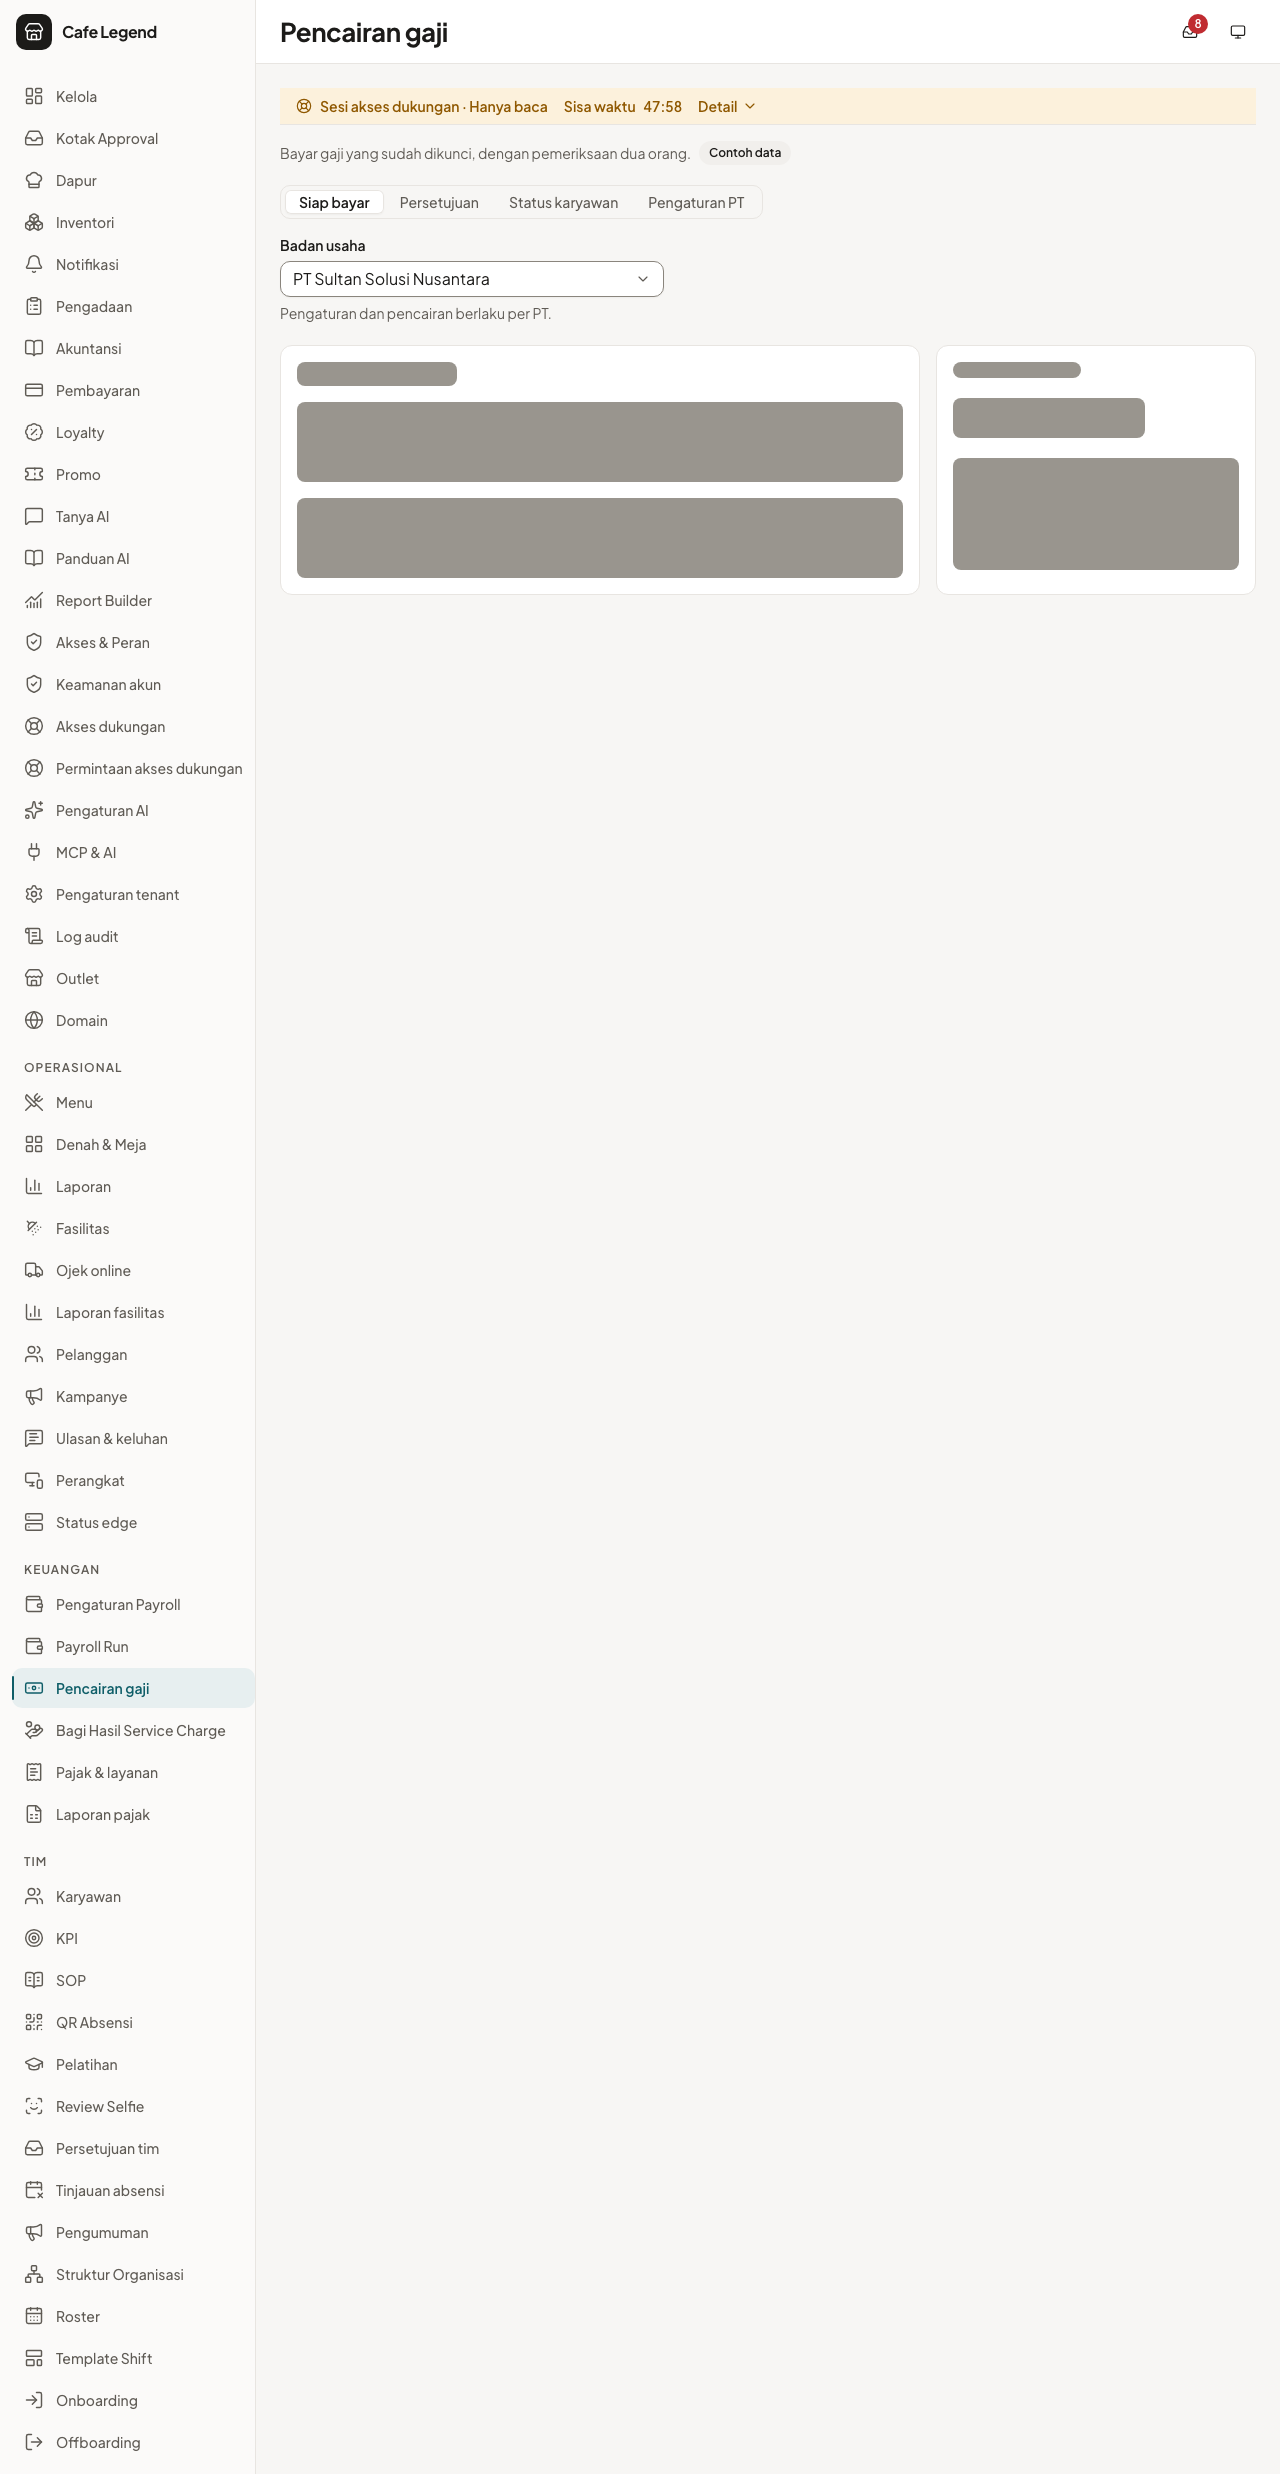 Cafe Legend
Kelola
Kotak Approval
Dapur
Inventori
Notifikasi
Pengadaan
Akuntansi
Pembayaran
Loyalty
Promo
Tanya AI
Panduan AI
Report Builder
Akses & Peran
Keamanan akun
Akses dukungan
Permintaan akses dukungan
Pengaturan AI
MCP & AI
Pengaturan tenant
Log audit
Outlet
Domain
OPERASIONAL
Menu
Denah & Meja
Laporan
Fasilitas
Ojek online
Laporan fasilitas
Pelanggan
Kampanye
Ulasan & keluhan
Perangkat
Status edge
KEUANGAN
Pengaturan Payroll
Payroll Run
Pencairan gaji
Bagi Hasil Service Charge
Pajak & layanan
Laporan pajak
TIM
Karyawan
KPI
SOP
QR Absensi
Pelatihan
Review Selfie
Persetujuan tim
Tinjauan absensi
Pengumuman
Struktur Organisasi
Roster
Template Shift
Onboarding
Offboarding
Pencairan gaji
8
Sesi akses dukungan · Hanya baca Sisa waktu 47:58 Detail
Bayar gaji yang sudah dikunci, dengan pemeriksaan dua orang. Contoh data
Siap bayar Persetujuan Status karyawan Pengaturan PT
Badan usaha
PT Sultan Solusi Nusantara
Pengaturan dan pencairan berlaku per PT.